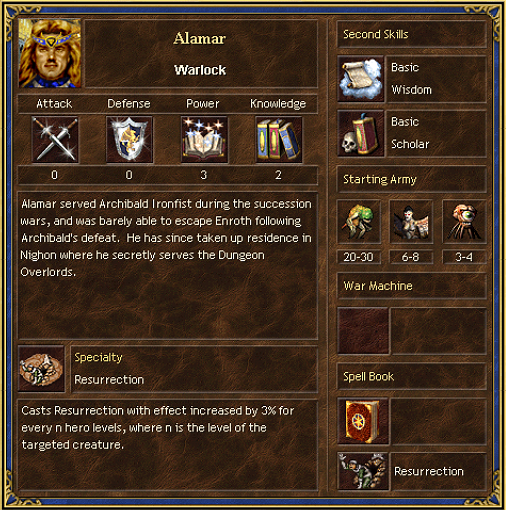 Alamar
Warlock
Attack Defense Power Knowledge
0 0 3 2
Alamar served Archibald Ironfist during the succession
wars, and was barely able to escape Enroth following
Archibald's defeat. He has since taken up residence in
Nighon where he secretly serves the Dungeon
Overlords.
Specialty
Resurrection
Casts Resurrection with effect increased by 3% for
every n hero levels, where n is the level of the
targeted creature.
Second Skills
Basic
Wisdom
Basic
Scholar
Starting Army
20-30 6-8 3-4
War Machine
Spell Book
Resurrection